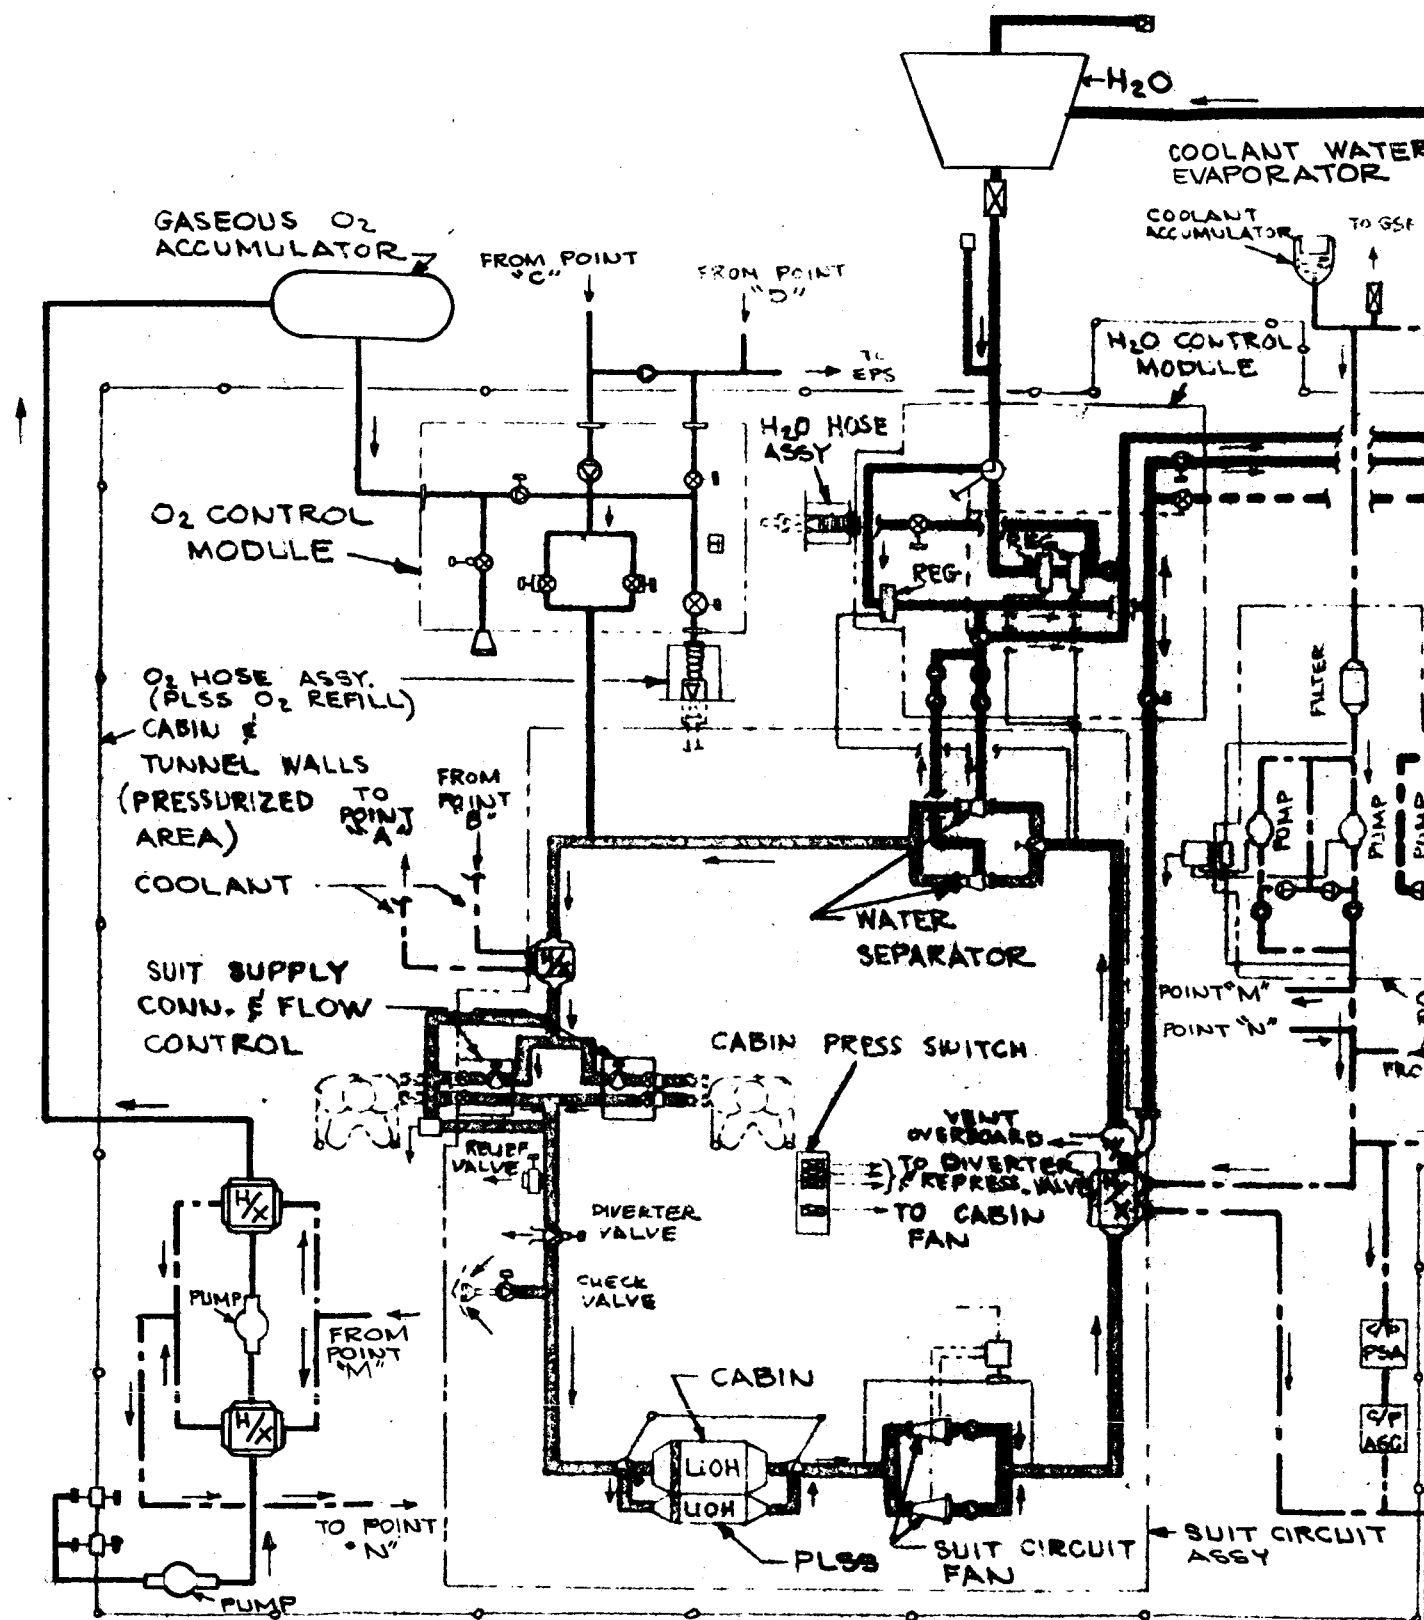 H2O
COOLANT WATER
EVAPORATOR
GASEOUS O2
ACCUMULATOR
COOLANT
ACCUMULATOR
TO GSE
FROM POINT
"C"
FROM POINT
"D"
TO
EPS
H2O CONTROL
MODULE
H2O HOSE
ASSY
O2 CONTROL
MODULE
REG
REG
O2 HOSE ASSY.
(PLSS O2 REFILL)
CABIN &
TUNNEL WALLS
(PRESSURIZED
AREA)
TO
POINT
"A"
FROM
POINT
"B"
COOLANT
FILTER
PUMP
PUMP
PUMP
WATER
SEPARATOR
SUIT SUPPLY
CONN. & FLOW
CONTROL
H/X
POINT "M"
POINT "N"
FRO
CABIN PRESS SWITCH
RELIEF
VALVE
VENT
OVERBOARD
TO DIVERTER
& REPRESS. VALVE
TO CABIN
FAN
H/X
H/X
DIVERTER
VALVE
CHECK
VALVE
PUMP
FROM
POINT
"M"
H/X
C/P
PSA
C/P
ASC
CABIN
LiOH
LiOH
PLSS
SUIT CIRCUIT
FAN
SUIT CIRCUIT
ASSY
TO POINT
"N"
PUMP